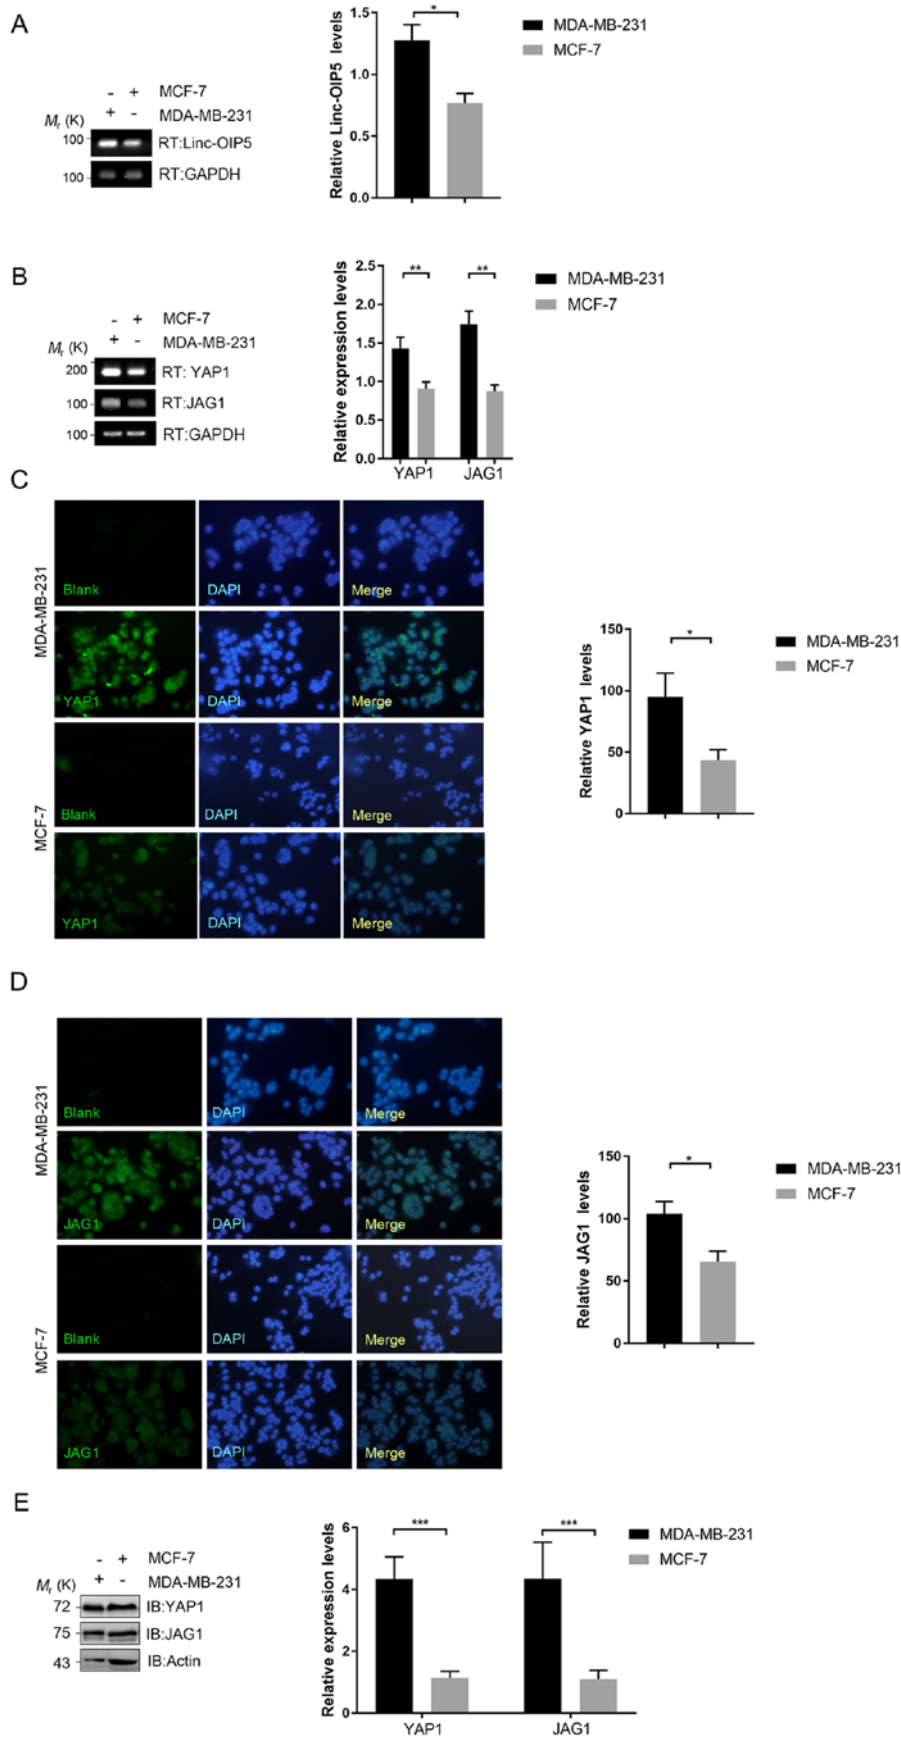 A
- + MCF-7
+ - MDA-MB-231
Mr (K)
100 RT:Linc-OIP5
100 RT:GAPDH
Relative Linc-OIP5 levels
1.5
1.0
0.5
0.0
*
MDA-MB-231
MCF-7
B
- + MCF-7
+ - MDA-MB-231
Mr (K)
200 RT: YAP1
100 RT:JAG1
100 RT:GAPDH
Relative expression levels
2.5
2.0
1.5
1.0
0.5
0.0
** **
YAP1 JAG1
MDA-MB-231
MCF-7
C
MDA-MB-231
Blank DAPI Merge
YAP1 DAPI Merge
MCF-7
Blank DAPI Merge
YAP1 DAPI Merge
Relative YAP1 levels
150
100
50
0
*
MDA-MB-231
MCF-7
D
MDA-MB-231
Blank DAPI Merge
JAG1 DAPI Merge
MCF-7
Blank DAPI Merge
JAG1 DAPI Merge
Relative JAG1 levels
150
100
50
0
*
MDA-MB-231
MCF-7
E
- + MCF-7
+ - MDA-MB-231
Mr (K)
72 IB:YAP1
75 IB:JAG1
43 IB:Actin
Relative expression levels
6
4
2
0
*** ***
YAP1 JAG1
MDA-MB-231
MCF-7